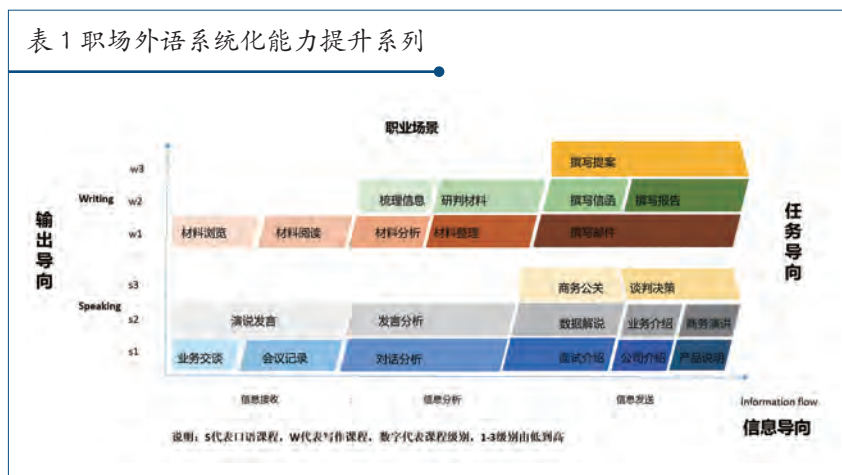 表 1 职场外语系统化能力提升系列
职业场景
w3 撰写提案
Writing w2 梳理信息 研判材料 撰写信函 撰写报告
w1 材料浏览 材料阅读 材料分析 材料整理 撰写邮件
输出导向
任务导向
s3 商务公关 谈判决策
Speaking s2 演说发言 发言分析 数据解说 业务介绍 商务演讲
s1 业务交谈 会议记录 对话分析 面试介绍 公司介绍 产品说明
信息接收 信息分析 信息发送 Information flow
信息导向
说明：S代表口语课程，W代表写作课程，数字代表课程级别，1-3级别由低到高